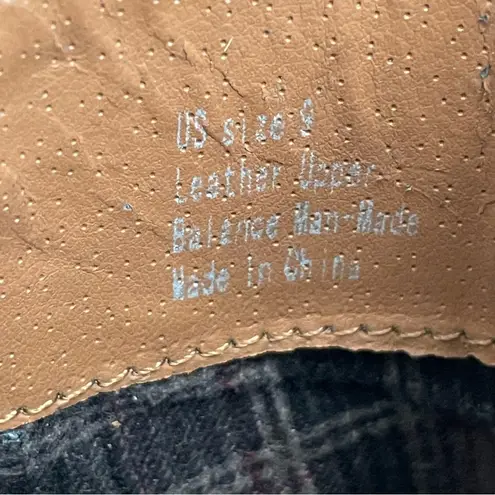 US size 9
Leather Upper
Balance Man-Made
Made in China